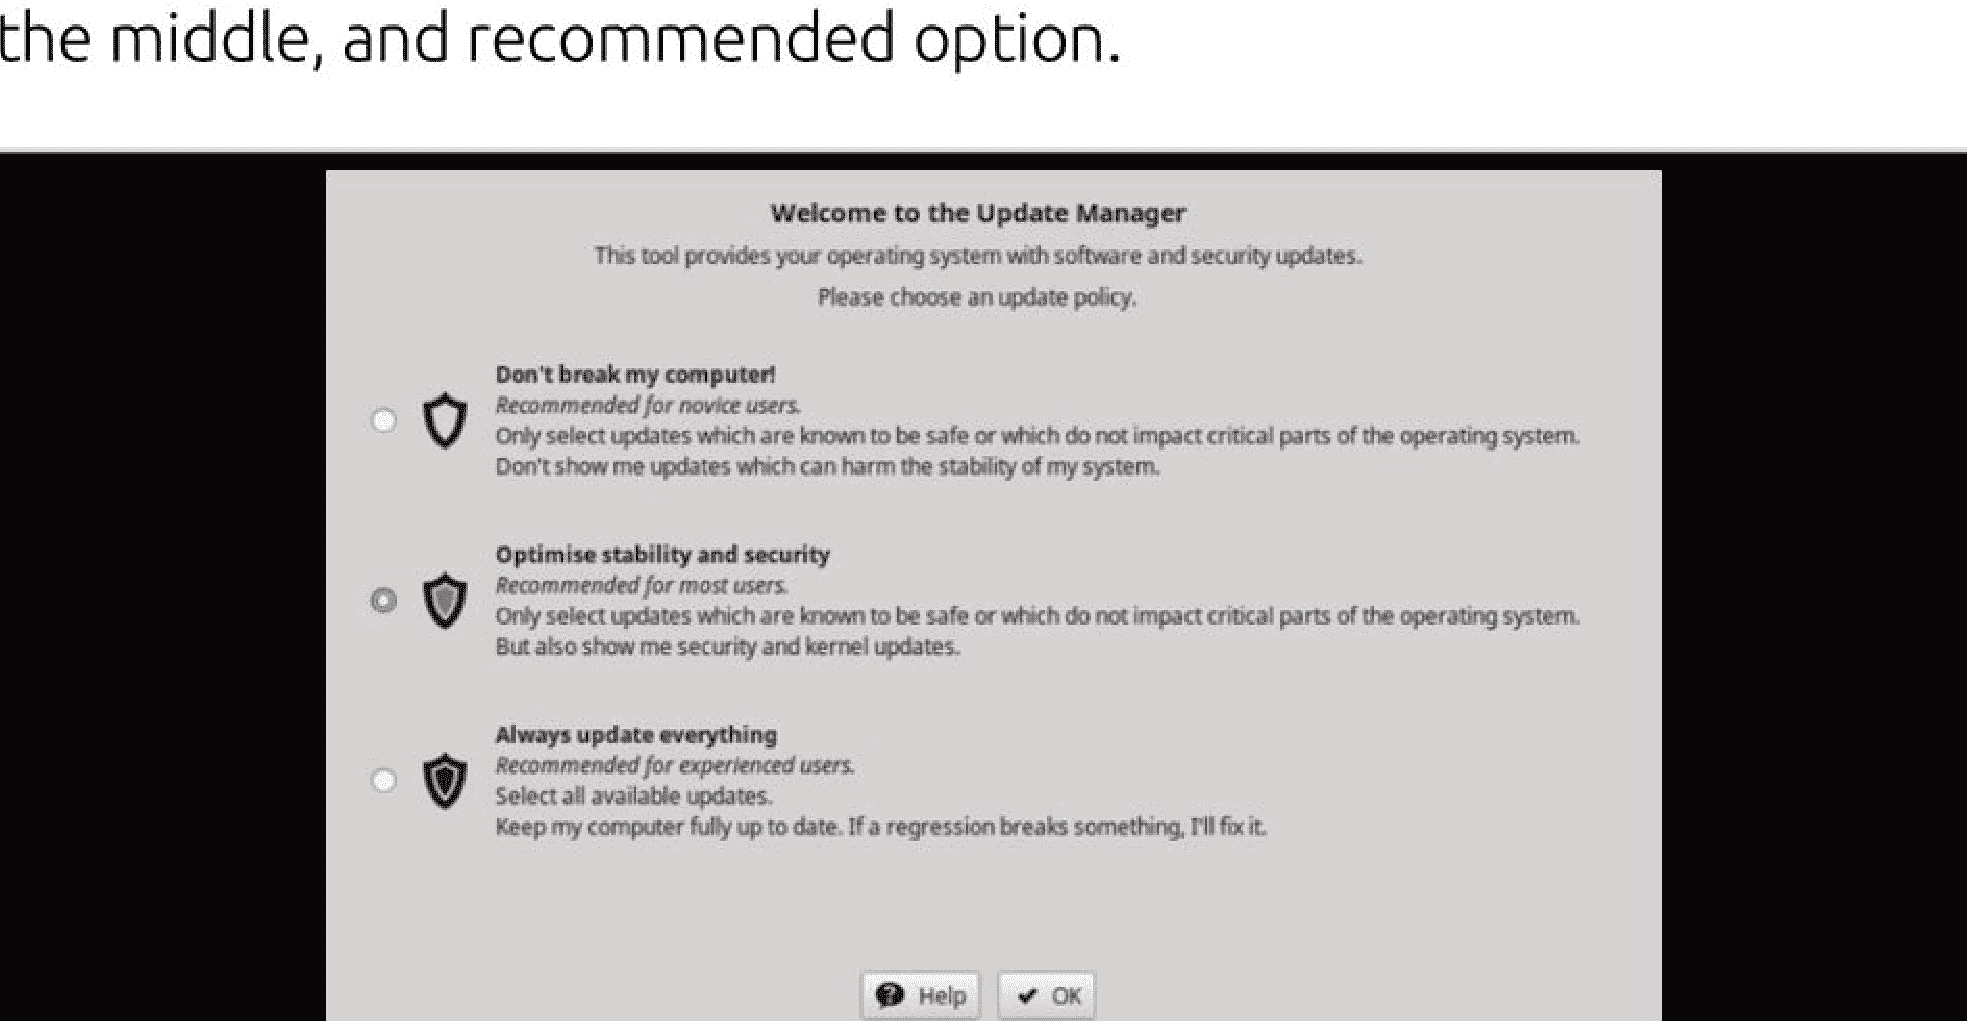 the middle, and recommended option.
Welcome to the Update Manager
This tool provides your operating system with software and security updates.
Please choose an update policy.
Don't break my computer!
Recommended for novice users.
Only select updates which are known to be safe or which do not impact critical parts of the operating system.
Don't show me updates which can harm the stability of my system.
Optimise stability and security
Recommended for most users.
Only select updates which are known to be safe or which do not impact critical parts of the operating system.
But also show me security and kernel updates.
Always update everything
Recommended for experienced users.
Select all available updates.
Keep my computer fully up to date. If a regression breaks something, I'll fix it.
Help
OK